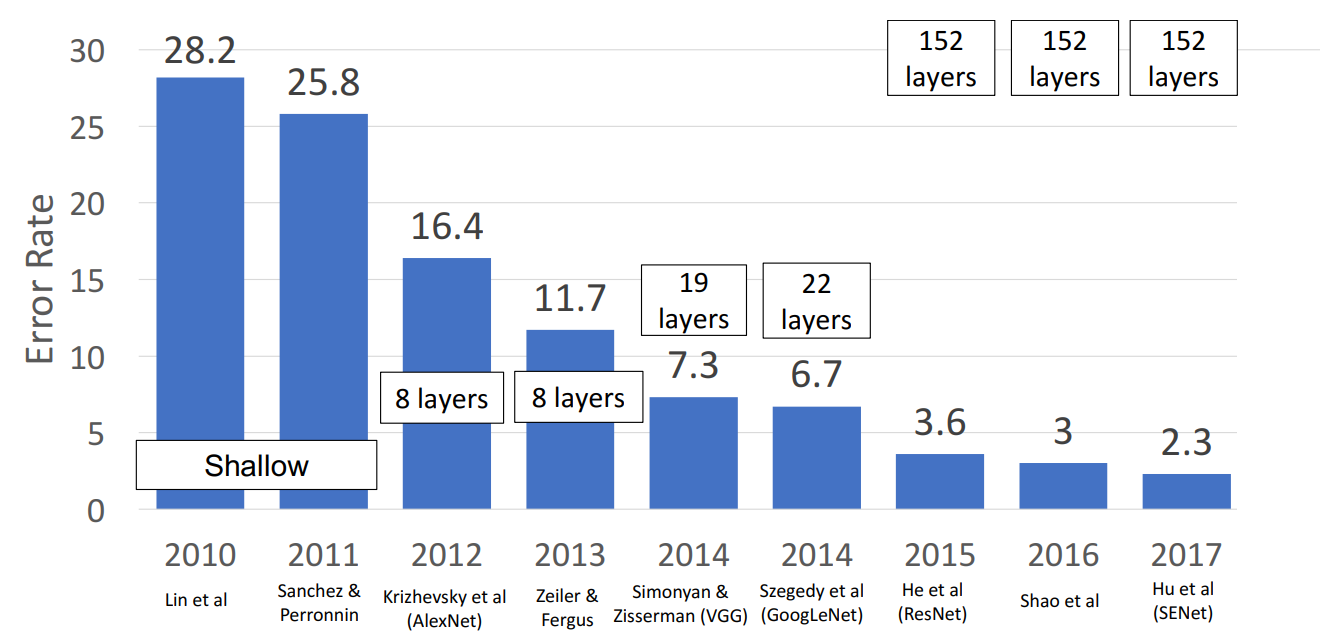 Error Rate
30
25
20
15
10
5
0
28.2
25.8
16.4
11.7
7.3
6.7
3.6
3
2.3
Shallow
8 layers
8 layers
19
layers
22
layers
152
layers
152
layers
152
layers
2010
Lin et al
2011
Sanchez &
Perronnin
2012
Krizhevsky et al
(AlexNet)
2013
Zeiler &
Fergus
2014
Simonyan &
Zisserman (VGG)
2014
Szegedy et al
(GoogLeNet)
2015
He et al
(ResNet)
2016
Shao et al
2017
Hu et al
(SENet)